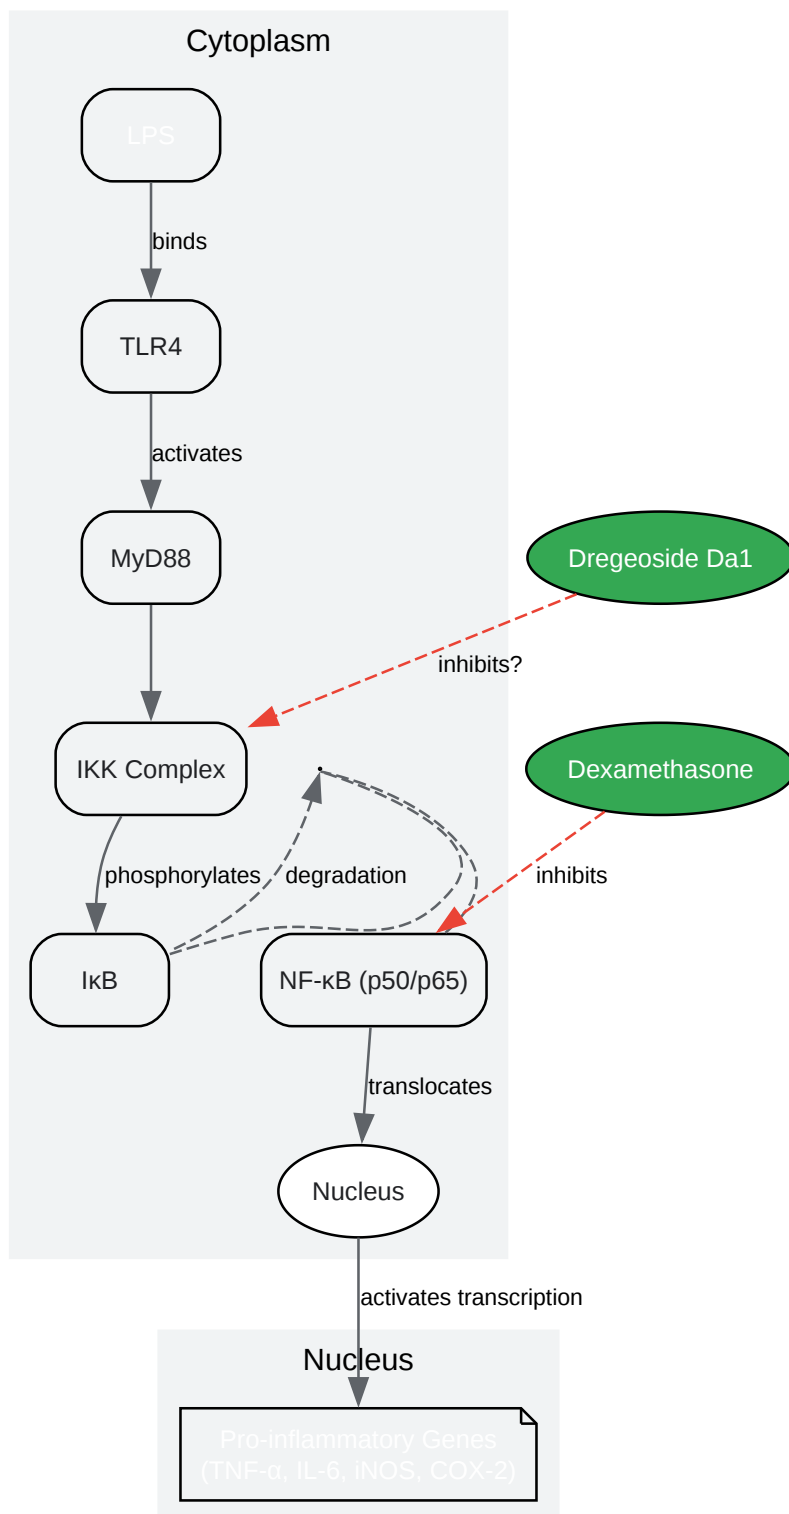 Cytoplasm
LPS
binds
TLR4
activates
MyD88
Dregeoside Da1
inhibits?
IKK Complex
Dexamethasone
phosphorylates
degradation
inhibits
IκB
NF-κB (p50/p65)
translocates
Nucleus
activates transcription
Nucleus
Pro-inflammatory Genes
(TNF-α, IL-6, iNOS, COX-2)